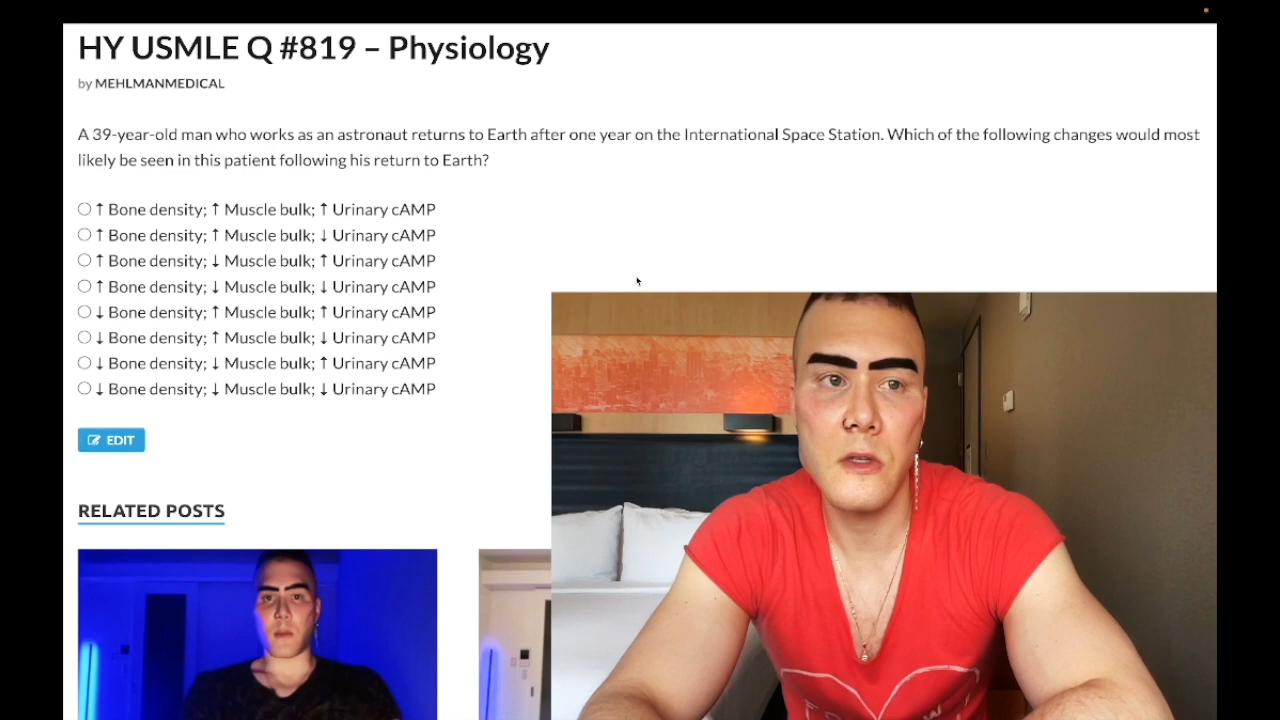 HY USMLE Q #819 – Physiology
by MEHLMANMEDICAL
A 39-year-old man who works as an astronaut returns to Earth after one year on the International Space Station. Which of the following changes would most
likely be seen in this patient following his return to Earth?
↑ Bone density; ↑ Muscle bulk; ↑ Urinary cAMP
↑ Bone density; ↑ Muscle bulk; ↓ Urinary cAMP
↑ Bone density; ↓ Muscle bulk; ↑ Urinary cAMP
↑ Bone density; ↓ Muscle bulk; ↓ Urinary cAMP
↓ Bone density; ↑ Muscle bulk; ↑ Urinary cAMP
↓ Bone density; ↑ Muscle bulk; ↓ Urinary cAMP
↓ Bone density; ↓ Muscle bulk; ↑ Urinary cAMP
↓ Bone density; ↓ Muscle bulk; ↓ Urinary cAMP
EDIT
RELATED POSTS